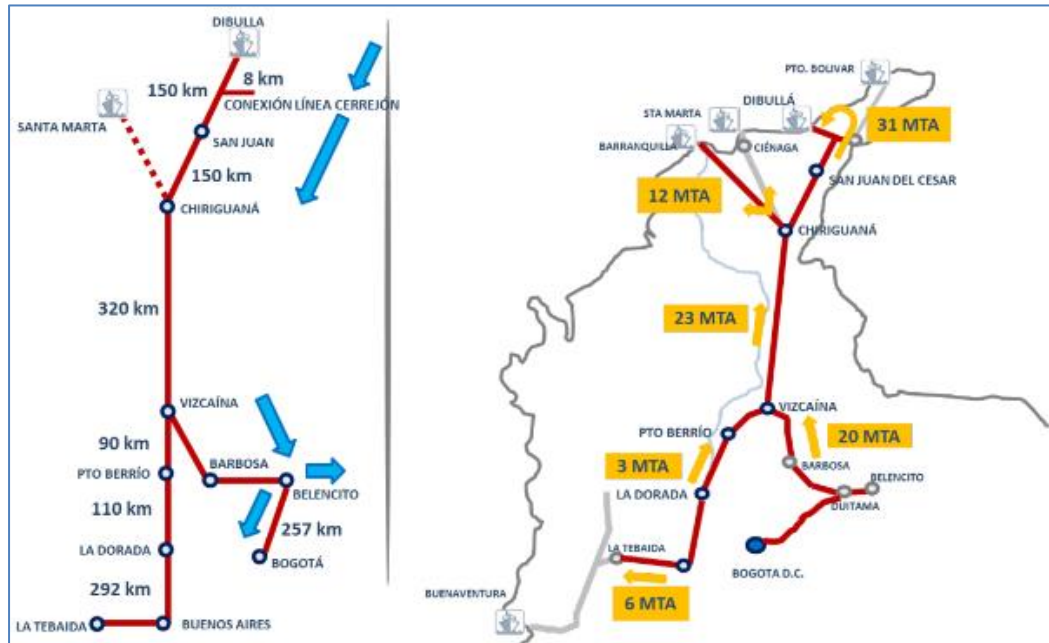 DIBULLA
8 km
150 km
CONEXIÓN LÍNEA CERREJÓN
SANTA MARTA
SAN JUAN
150 km
CHIRIGUANÁ
320 km
VIZCAÍNA
90 km
BARBOSA
PTO BERRÍO
BELENCITO
110 km
257 km
LA DORADA
BOGOTÁ
292 km
LA TEBAIDA
BUENOS AIRES
PTO. BOLIVAR
DIBULLÁ
STA MARTA
31 MTA
BARRANQUILLA
CIÉNAGA
SAN JUAN DEL CESAR
12 MTA
CHIRIGUANÁ
23 MTA
VIZCAÍNA
PTO BERRÍO
20 MTA
3 MTA
BARBOSA
BELENCITO
LA DORADA
DUITAMA
LA TEBAIDA
BOGOTA D.C.
BUENAVENTURA
6 MTA